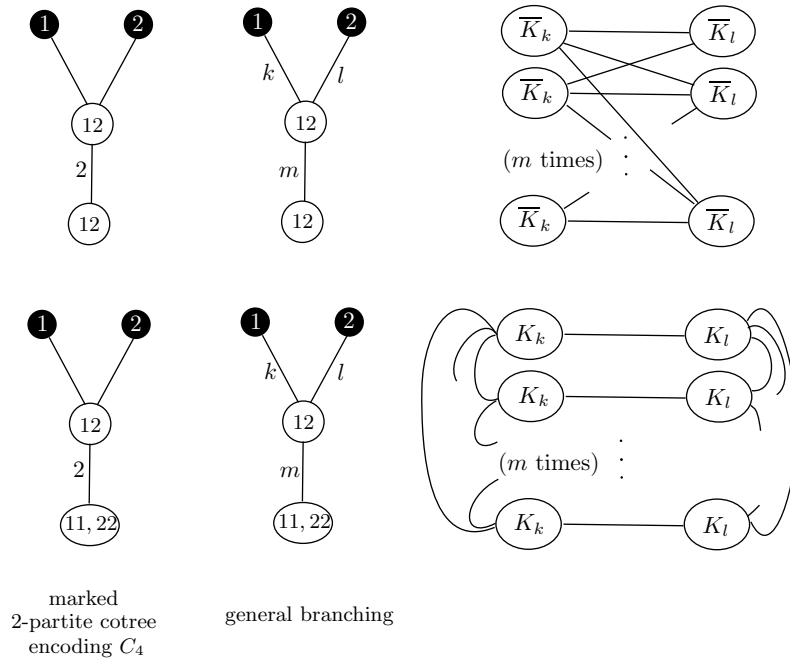 1 2 1 2 K̅_k K̅_l
k l
12 12 K̅_k K̅_l
2 m (m times)
12 12 K̅_k K̅_l
1 2 1 2 K_k K_l
k l
12 12 K_k K_l
2 m (m times)
11, 22 11, 22 K_k K_l
marked
2-partite cotree
encoding C_4
general branching